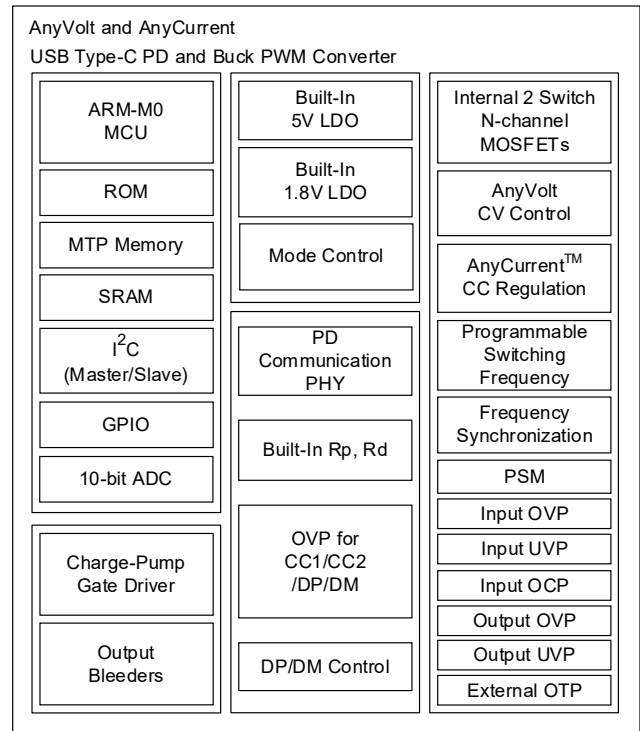 AnyVolt and AnyCurrent
USB Type-C PD and Buck PWM Converter
ARM-M0
MCU
ROM
MTP Memory
SRAM
I²C
(Master/Slave)
GPIO
10-bit ADC
Charge-Pump
Gate Driver
Output
Bleeders
Built-In
5V LDO
Built-In
1.8V LDO
Mode Control
PD
Communication
PHY
Built-In Rp, Rd
OVP for
CC1/CC2
/DP/DM
DP/DM Control
Internal 2 Switch
N-channel
MOSFETs
AnyVolt
CV Control
AnyCurrent™
CC Regulation
Programmable
Switching
Frequency
Frequency
Synchronization
PSM
Input OVP
Input UVP
Input OCP
Output OVP
Output UVP
External OTP